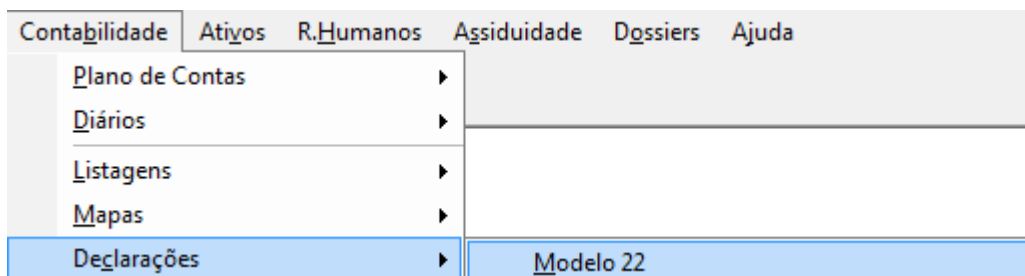 Contabilidade Ativos R.Humanos Assiduidade Dossiers Ajuda
Plano de Contas
Diários
Listagens
Mapas
Declarações Modelo 22